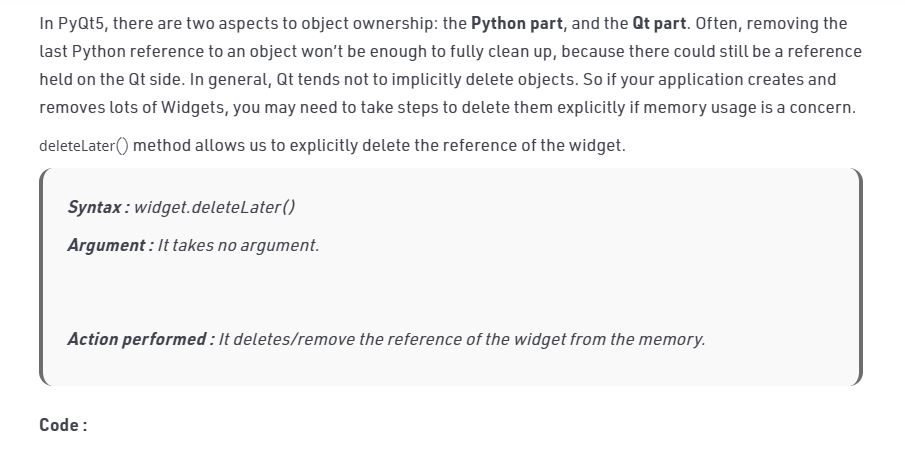 In PyQt5, there are two aspects to object ownership: the Python part, and the Qt part. Often, removing the
last Python reference to an object won't be enough to fully clean up, because there could still be a reference
held on the Qt side. In general, Qt tends not to implicitly delete objects. So if your application creates and
removes lots of Widgets, you may need to take steps to delete them explicitly if memory usage is a concern.
deleteLater() method allows us to explicitly delete the reference of the widget.
Syntax : widget.deleteLater()
Argument : It takes no argument.
Action performed : It deletes/remove the reference of the widget from the memory.
Code :